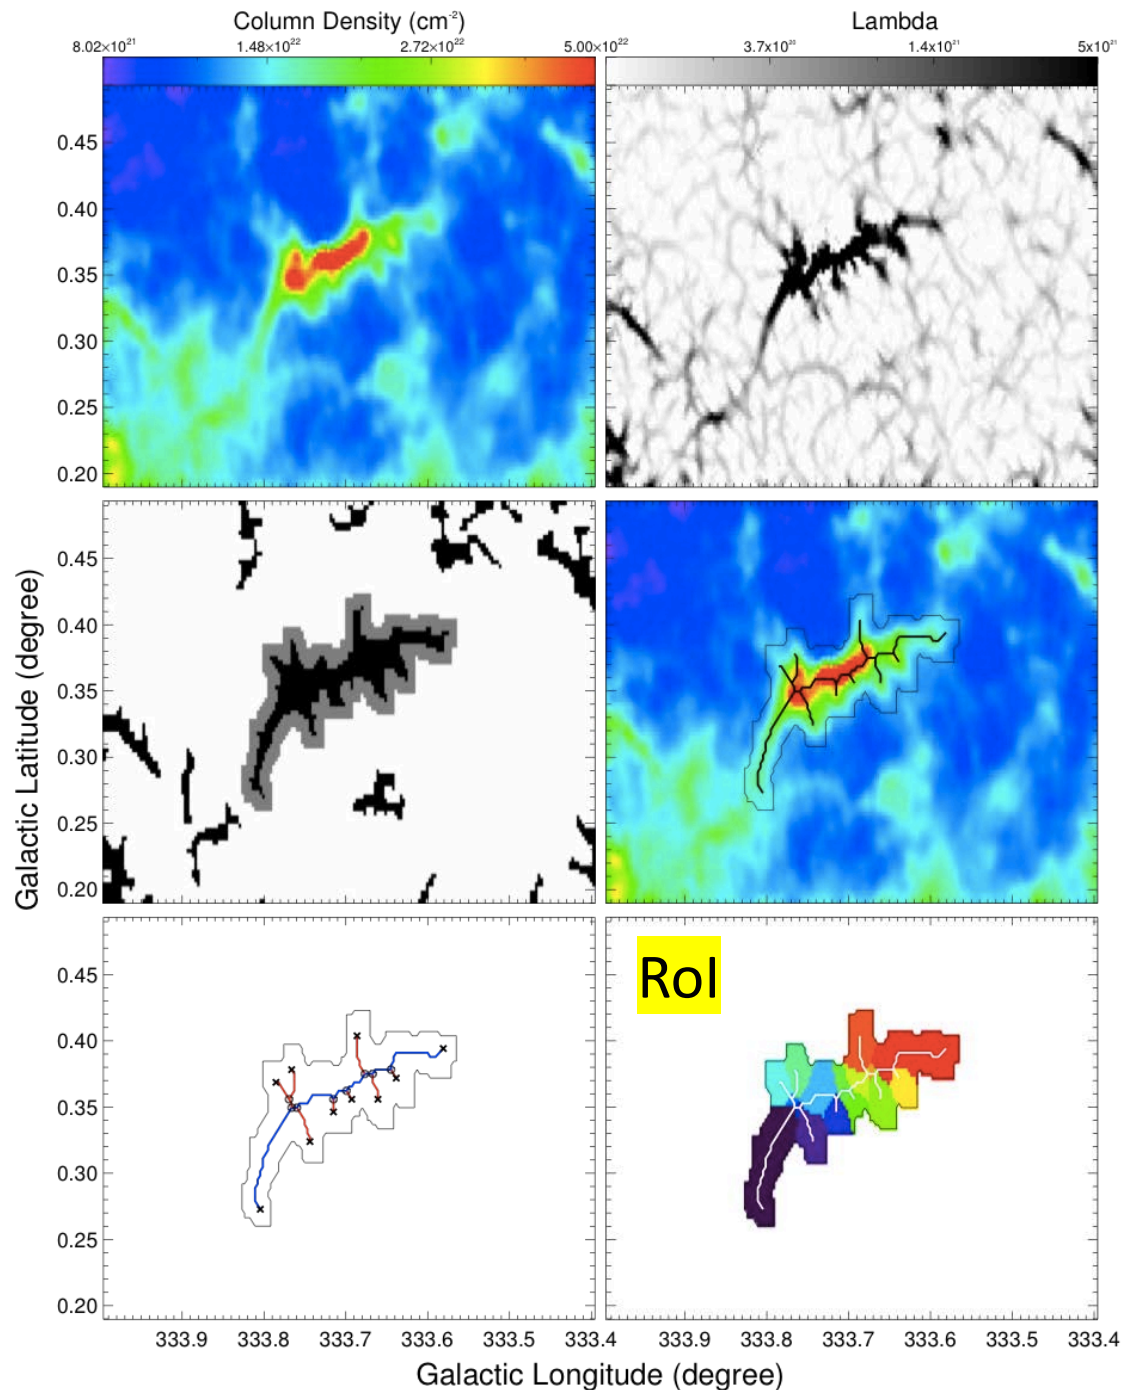 Column Density (cm⁻²)
Lambda
8.02×10²¹ 1.48×10²² 2.72×10²² 5.00×10²² 3.7×10²⁰ 1.4×10²¹ 5×10²¹
0.45
0.40
0.35
0.30
0.25
0.20
Galactic Latitude (degree)
0.45
0.40
0.35
0.30
0.25
0.20
RoI
0.45
0.40
0.35
0.30
0.25
0.20
333.9 333.8 333.7 333.6 333.5 333.4 333.9 333.8 333.7 333.6 333.5 333.4
Galactic Longitude (degree)